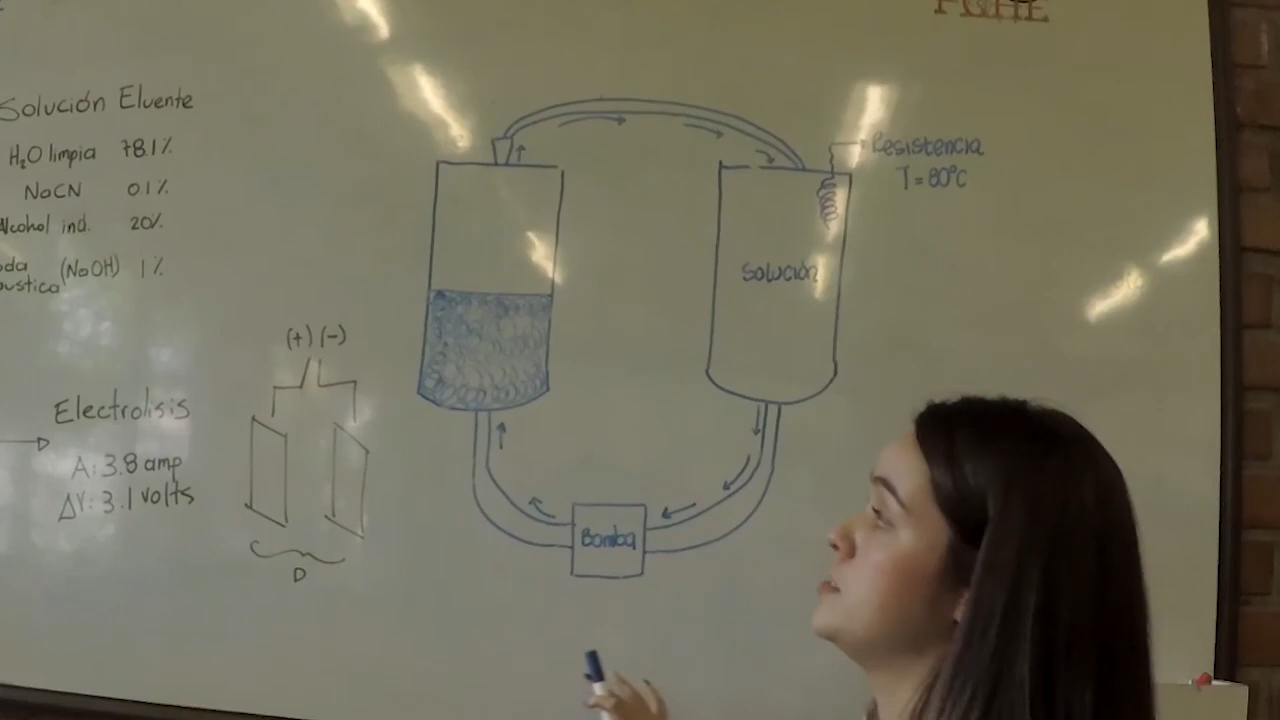 Solución Eluente
H₂O limpia 78.1%
NaCN 0.1%
Alcohol ind. 20%
(NaOH) 1%
(+) (-)
Electrolisis
A: 3.8 amp
ΔV: 3.1 volts
D
Resistencia
T = 80°C
Solución
Bomba